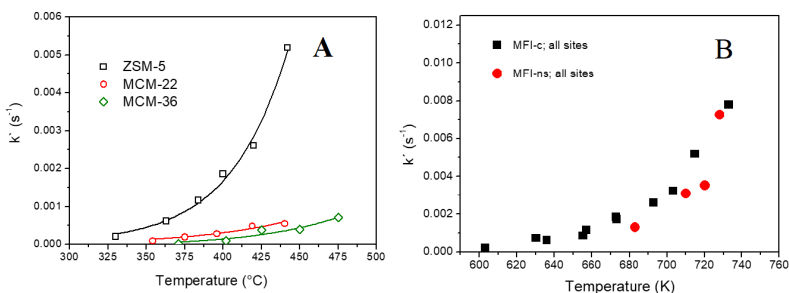 A
ZSM-5
MCM-22
MCM-36
k` (s⁻¹)
0.006
0.005
0.004
0.003
0.002
0.001
0.000
300 325 350 375 400 425 450 475 500
Temperature (°C)
B
MFI-c; all sites
MFI-ns; all sites
k´ (s⁻¹)
0.012
0.010
0.008
0.006
0.004
0.002
0.000
600 620 640 660 680 700 720 740 760
Temperature (K)